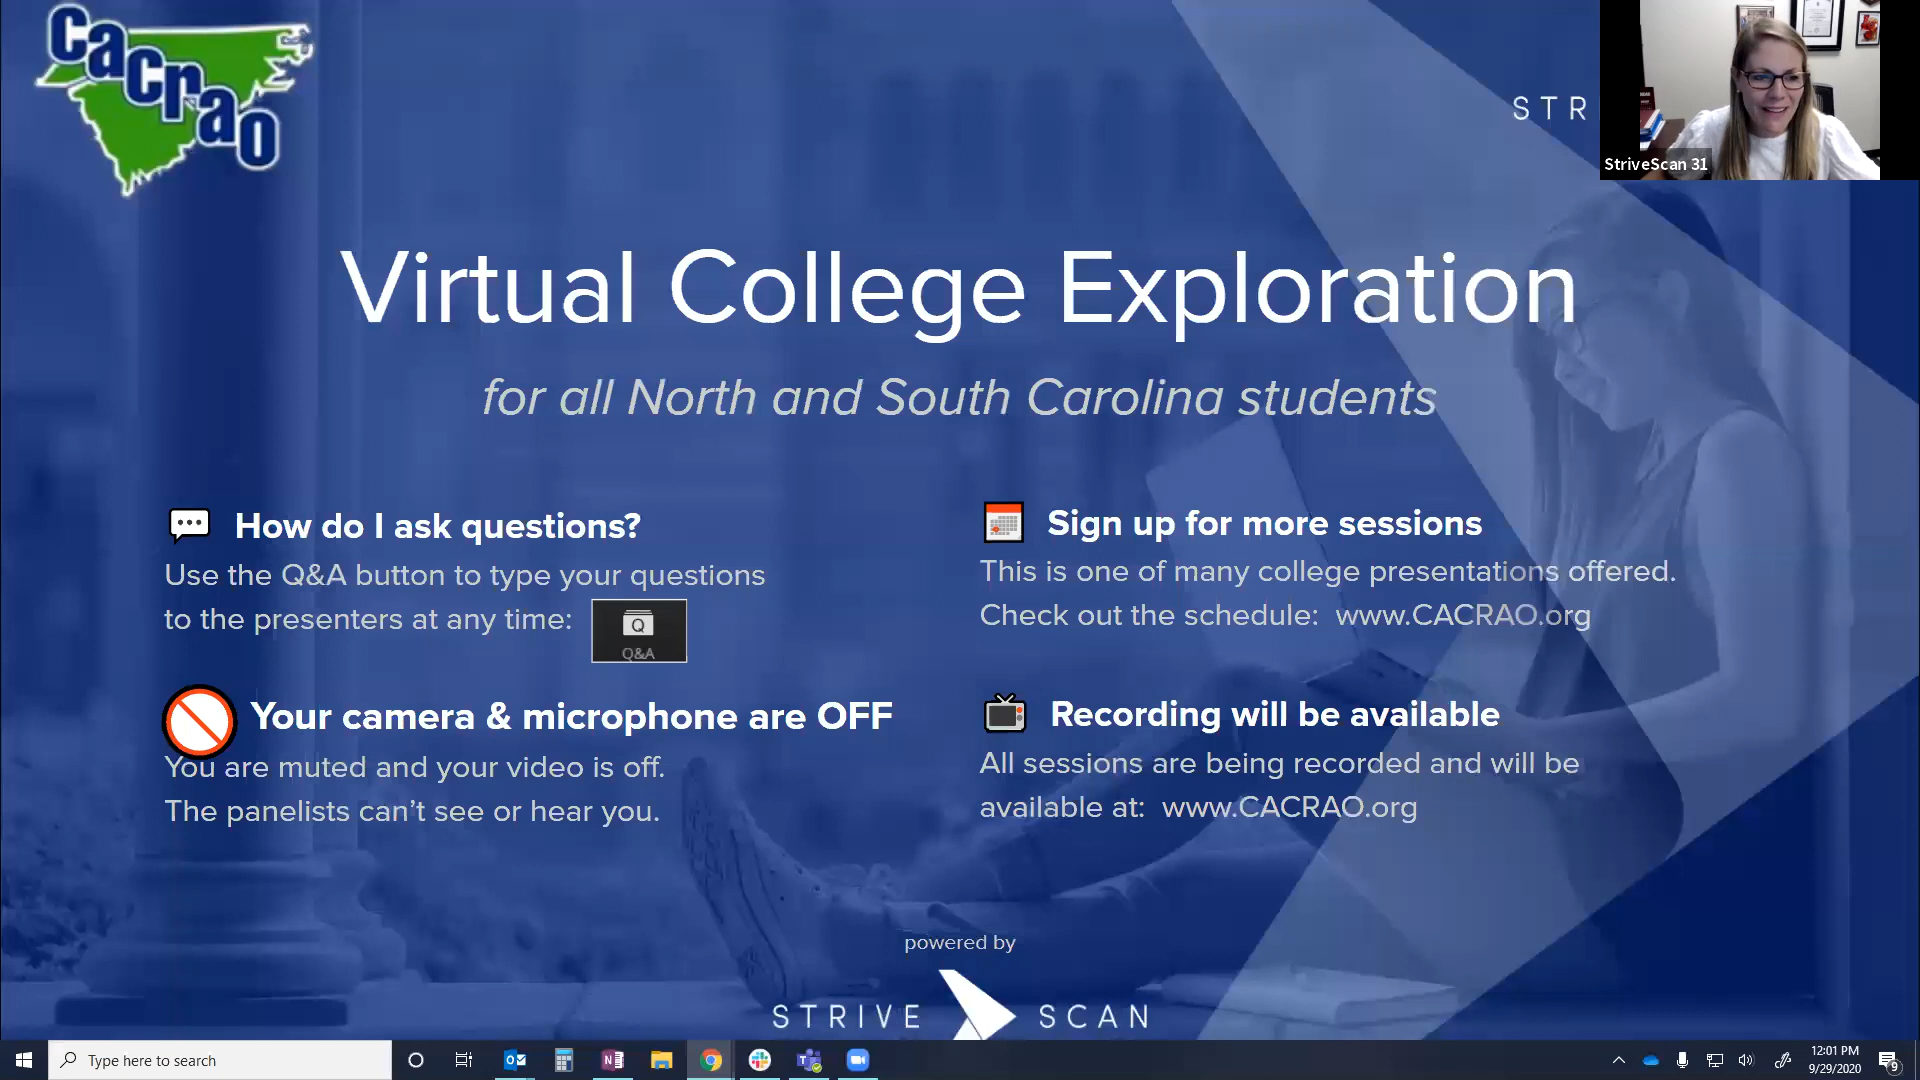 CaCraO
STR
StriveScan 31
Virtual College Exploration
for all North and South Carolina students
How do I ask questions?
Use the Q&A button to type your questions
to the presenters at any time:
Q
Q&A
Your camera & microphone are OFF
You are muted and your video is off.
The panelists can’t see or hear you.
Sign up for more sessions
This is one of many college presentations offered.
Check out the schedule: www.CACRAO.org
Recording will be available
All sessions are being recorded and will be
available at: www.CACRAO.org
powered by
STRIVE SCAN
Type here to search
12:01 PM
9/29/2020
9